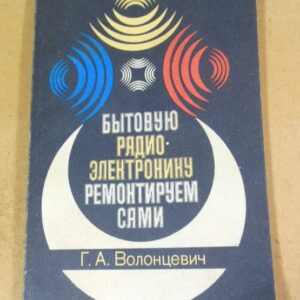 БЫТОВУЮ
РАДИО-
ЭЛЕКТРОНИКУ
РЕМОНТИРУЕМ
САМИ
Г. А. Волонцевич